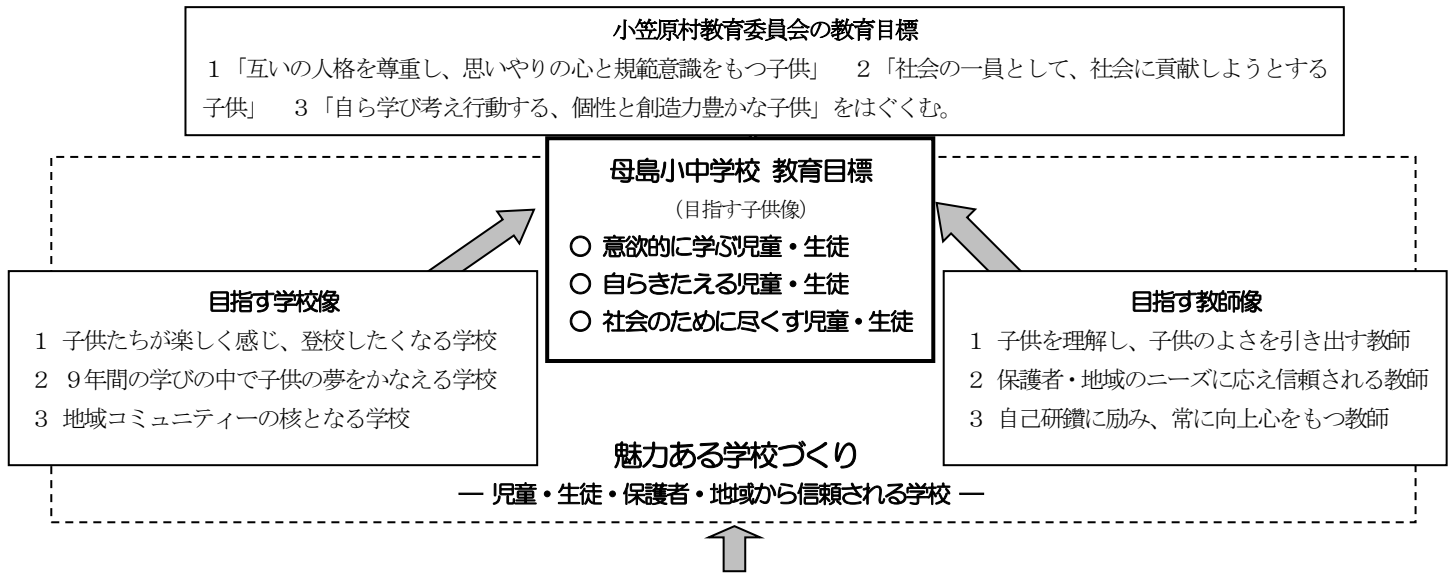 小笠原村教育委員会の教育目標
1「互いの人格を尊重し、思いやりの心と規範意識をもつ子供」　2「社会の一員として、社会に貢献しようとする
子供」　3「自ら学び考え行動する、個性と創造力豊かな子供」をはぐくむ。
母島小中学校 教育目標
(目指す子供像)
○ 意欲的に学ぶ児童・生徒
○ 自らきたえる児童・生徒
○ 社会のために尽くす児童・生徒
目指す学校像
1 子供たちが楽しく感じ、登校したくなる学校
2 9年間の学びの中で子供の夢をかなえる学校
3 地域コミュニティーの核となる学校
目指す教師像
1 子供を理解し、子供のよさを引き出す教師
2 保護者・地域のニーズに応え信頼される教師
3 自己研鑽に励み、常に向上心をもつ教師
魅力ある学校づくり
― 児童・生徒・保護者・地域から信頼される学校 ―